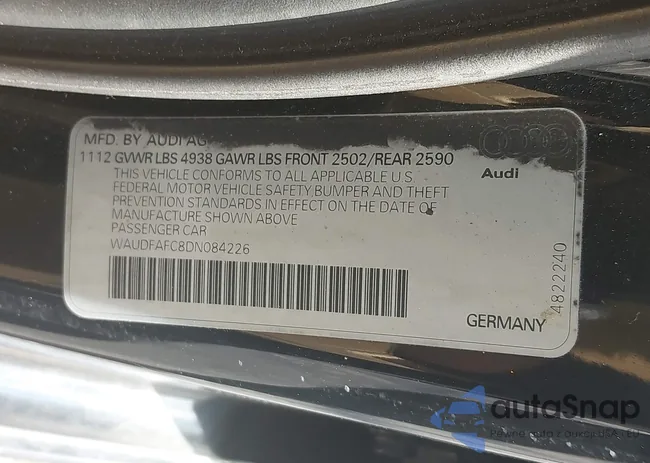 MFD. BY AUDI AG
1112 GVWR LBS 4938 GAWR LBS FRONT 2502/REAR 2590
THIS VEHICLE CONFORMS TO ALL APPLICABLE U.S.
FEDERAL MOTOR VEHICLE SAFETY, BUMPER AND THEFT
PREVENTION STANDARDS IN EFFECT ON THE DATE OF
MANUFACTURE SHOWN ABOVE
PASSENGER CAR
WAUDFAFC8DN084226
Audi
4822240
GERMANY
autoSnap